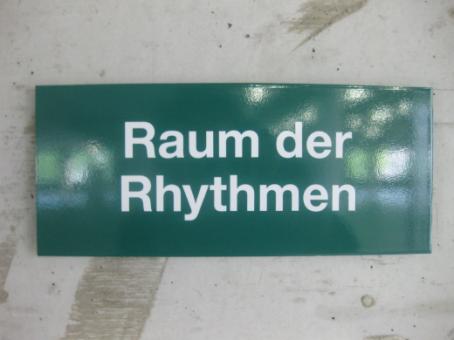 Raum der
Rhythmen